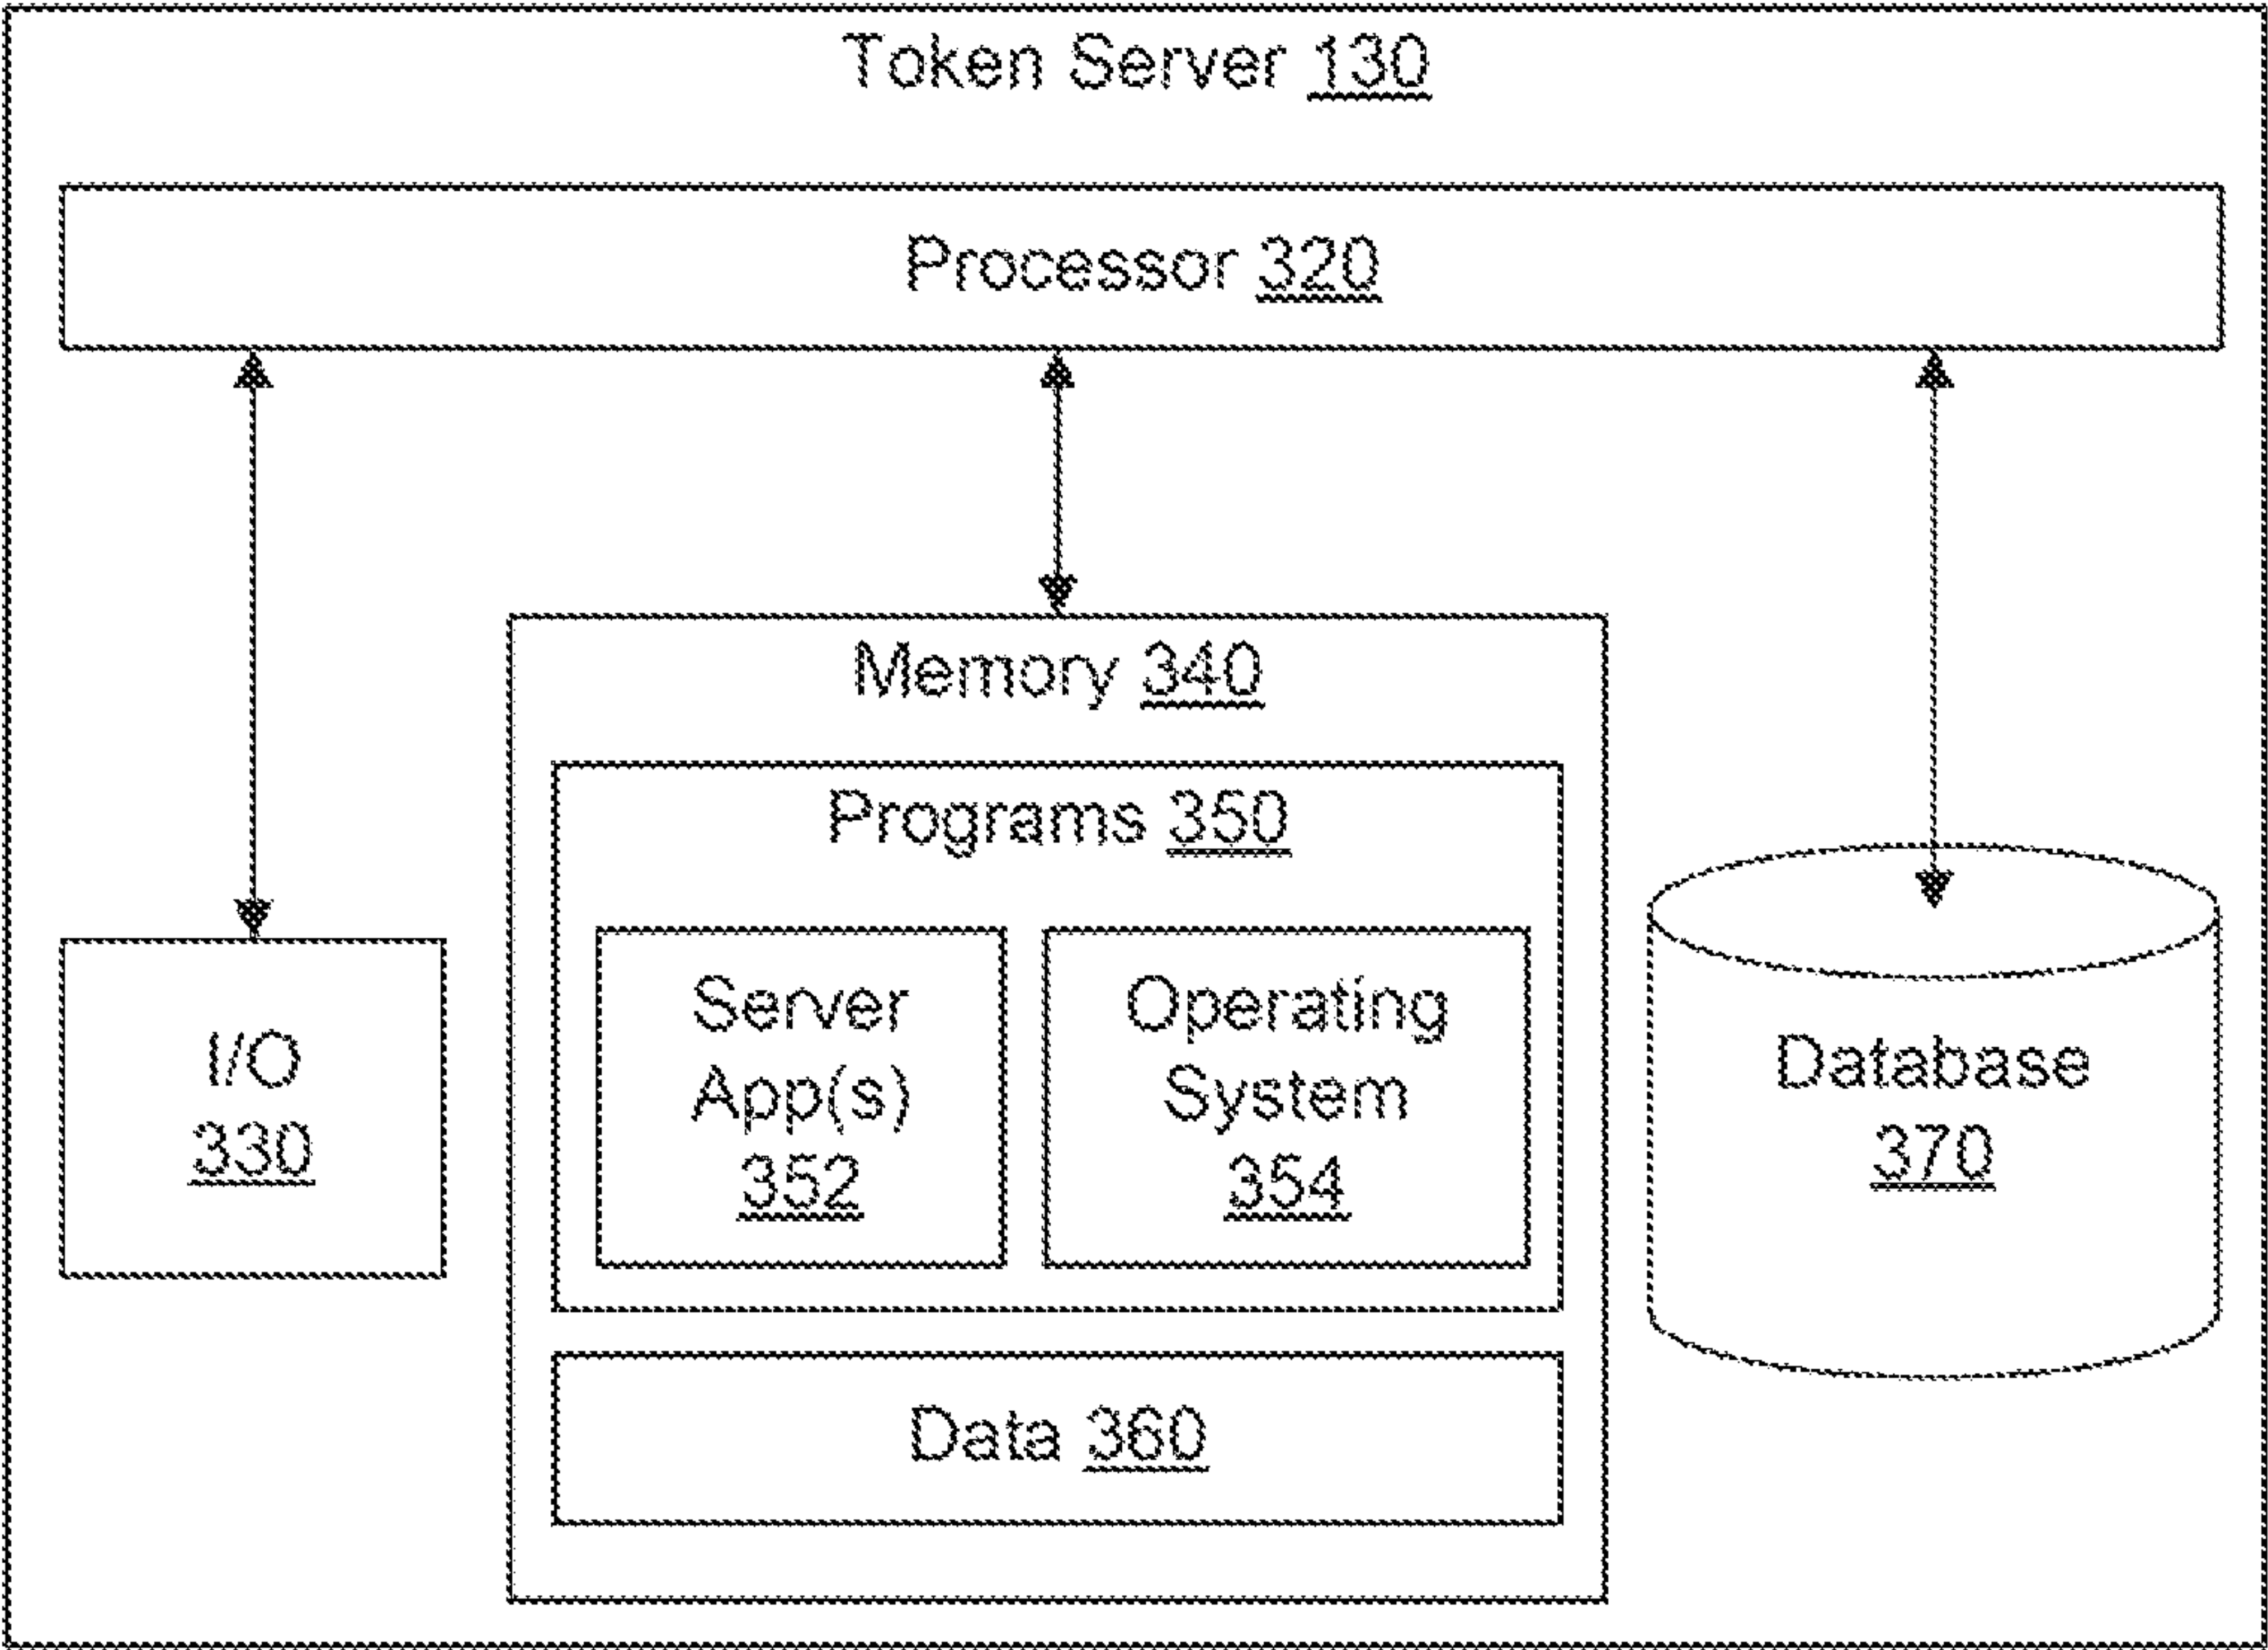 Token Server 130
Processor 320
Memory 340
Programs 350
Server
App(s)
352
Operating
System
354
I/O
330
Database
370
Data 360